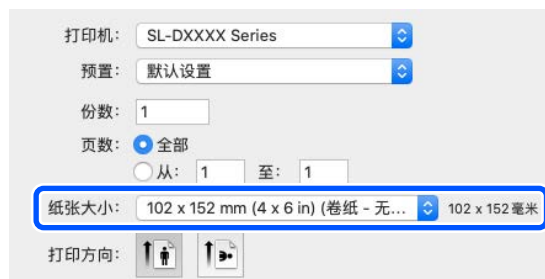 打印机： SL-DXXXX Series
预置： 默认设置
份数： 1
页数： 全部
从： 1 至： 1
纸张大小： 102 x 152 mm (4 x 6 in) (卷纸 - 无... 102 x 152 毫米
打印方向：